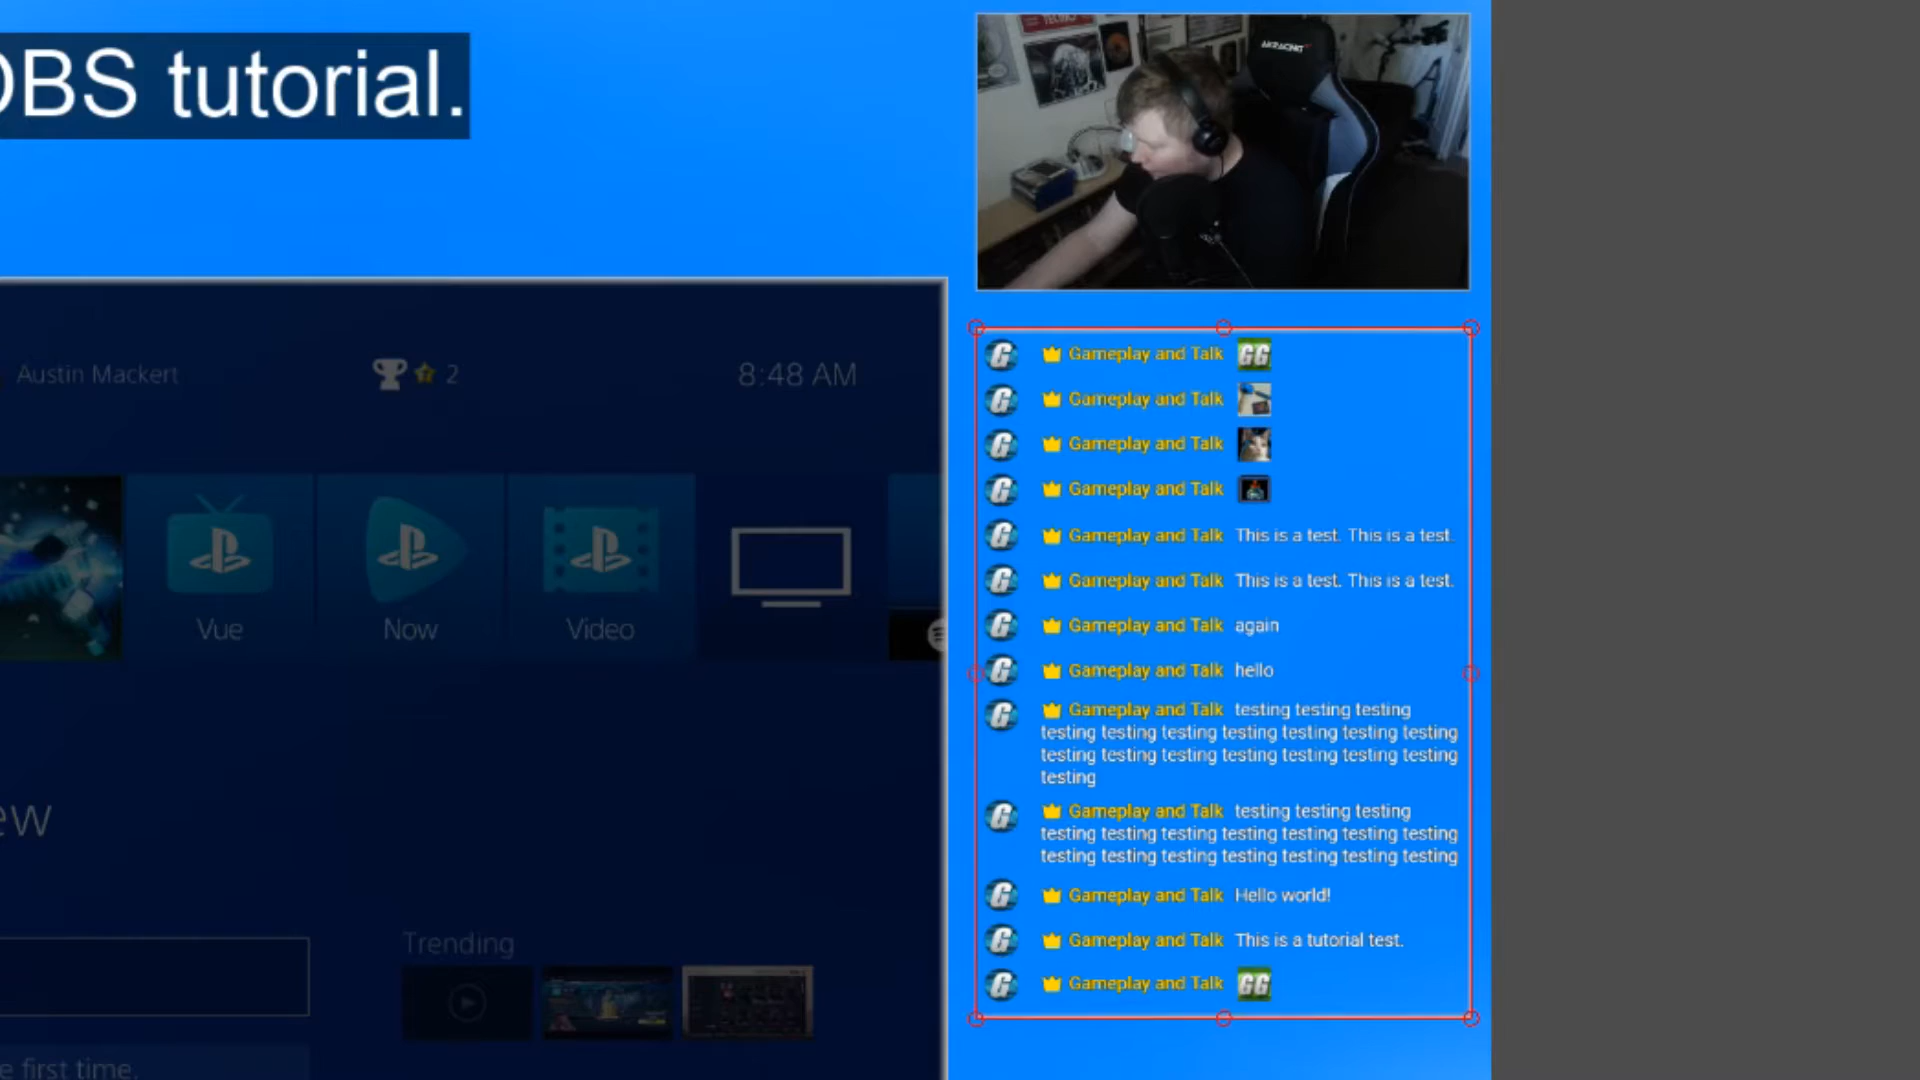 OBS tutorial.
AKRACING
Austin Mackert
2
8:48 AM
Vue
Now
Video
ew
Trending
e first time.
Gameplay and Talk GG
Gameplay and Talk
Gameplay and Talk
Gameplay and Talk
Gameplay and Talk This is a test. This is a test.
Gameplay and Talk This is a test. This is a test.
Gameplay and Talk again
Gameplay and Talk hello
Gameplay and Talk testing testing testing
testing testing testing testing testing testing testing
testing testing testing testing testing testing testing
testing
Gameplay and Talk testing testing testing
testing testing testing testing testing testing testing
testing testing testing testing testing testing testing
Gameplay and Talk Hello world!
Gameplay and Talk This is a tutorial test.
Gameplay and Talk GG